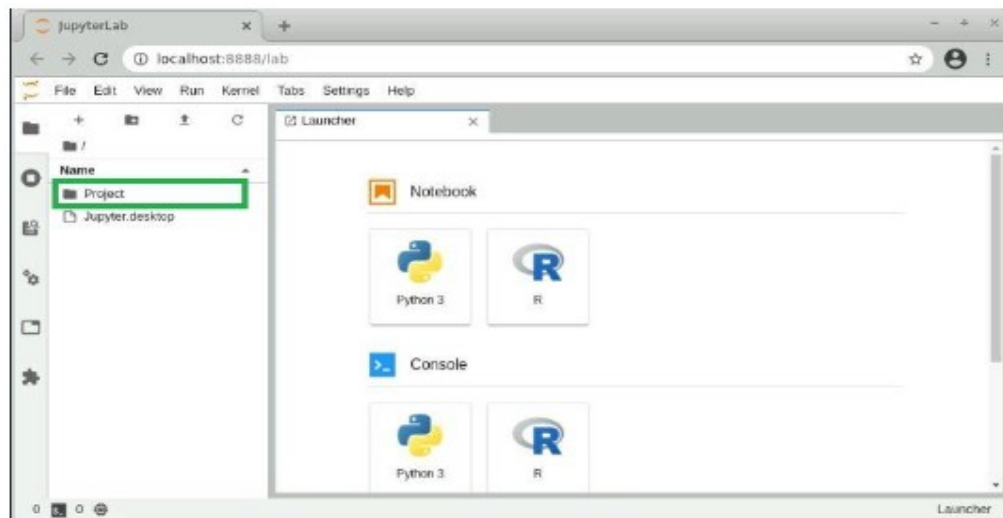 JupyterLab
localhost:8888/lab
File Edit View Run Kernel Tabs Settings Help
/
Name
Project
Jupyter.desktop
Launcher
Notebook
Python 3
R
Console
Python 3
R
0 0
Launcher